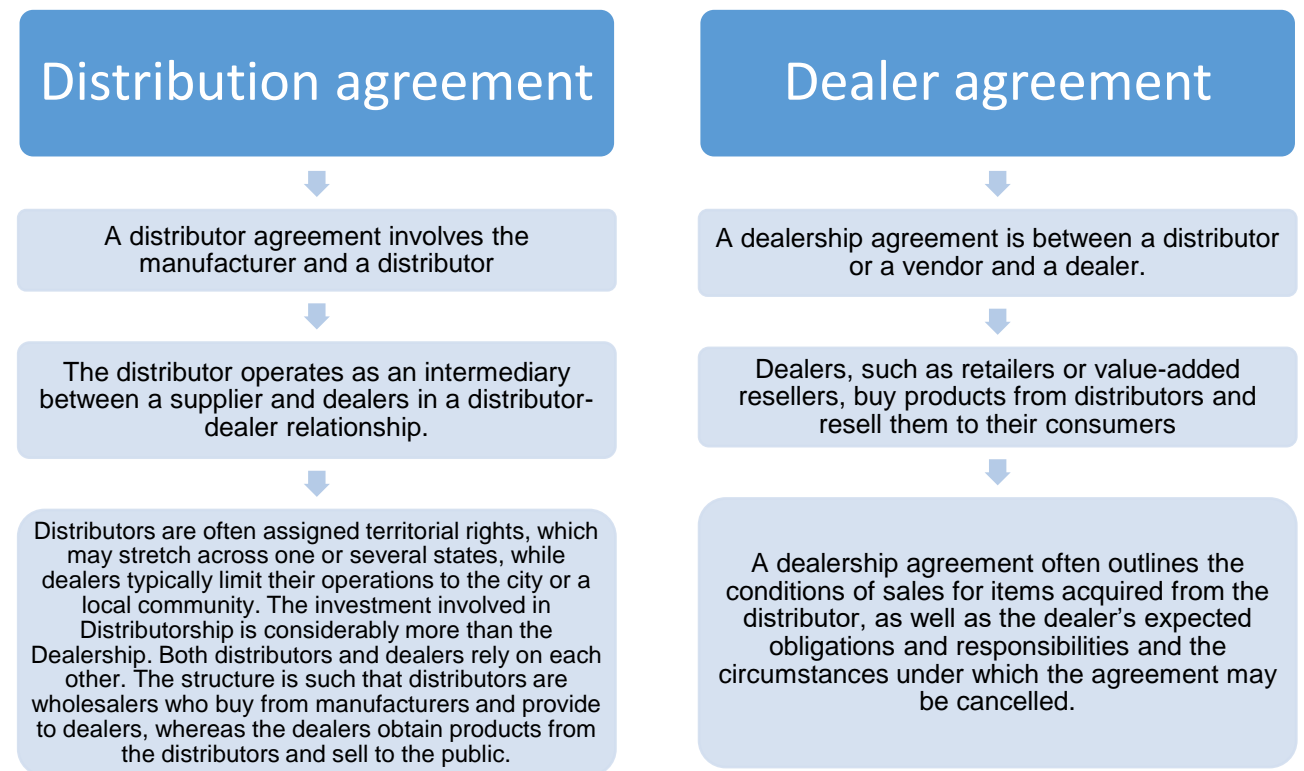 Distribution agreement
A distributor agreement involves the
manufacturer and a distributor
The distributor operates as an intermediary
between a supplier and dealers in a distributor-
dealer relationship.
Distributors are often assigned territorial rights, which
may stretch across one or several states, while
dealers typically limit their operations to the city or a
local community. The investment involved in
Distributorship is considerably more than the
Dealership. Both distributors and dealers rely on each
other. The structure is such that distributors are
wholesalers who buy from manufacturers and provide
to dealers, whereas the dealers obtain products from
the distributors and sell to the public.
Dealer agreement
A dealership agreement is between a distributor
or a vendor and a dealer.
Dealers, such as retailers or value-added
resellers, buy products from distributors and
resell them to their consumers
A dealership agreement often outlines the
conditions of sales for items acquired from the
distributor, as well as the dealer’s expected
obligations and responsibilities and the
circumstances under which the agreement may
be cancelled.